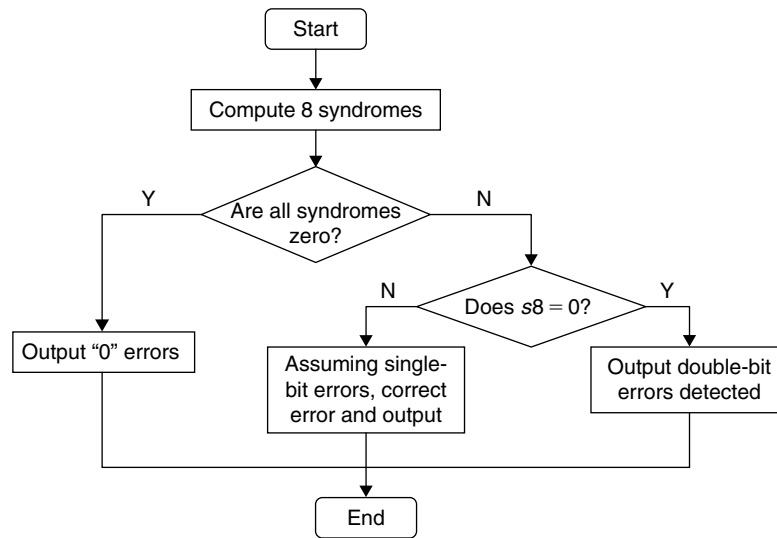 Start
Compute 8 syndromes
Y
Are all syndromes
zero?
N
N
Does s8 = 0?
Y
Output “0” errors
Assuming single-
bit errors, correct
error and output
Output double-bit
errors detected
End